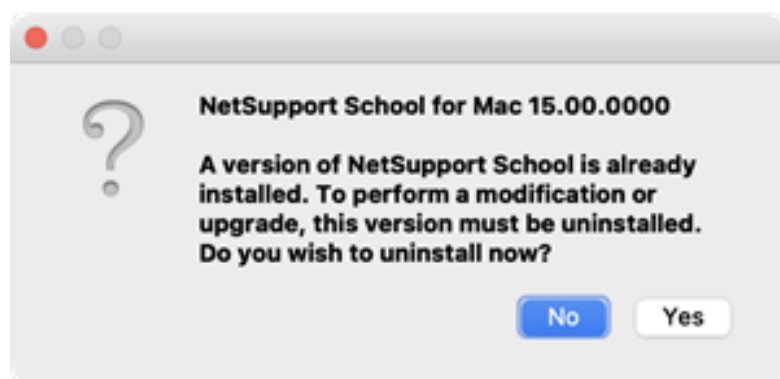 NetSupport School for Mac 15.00.0000
A version of NetSupport School is already
installed. To perform a modification or
upgrade, this version must be uninstalled.
Do you wish to uninstall now?
No Yes